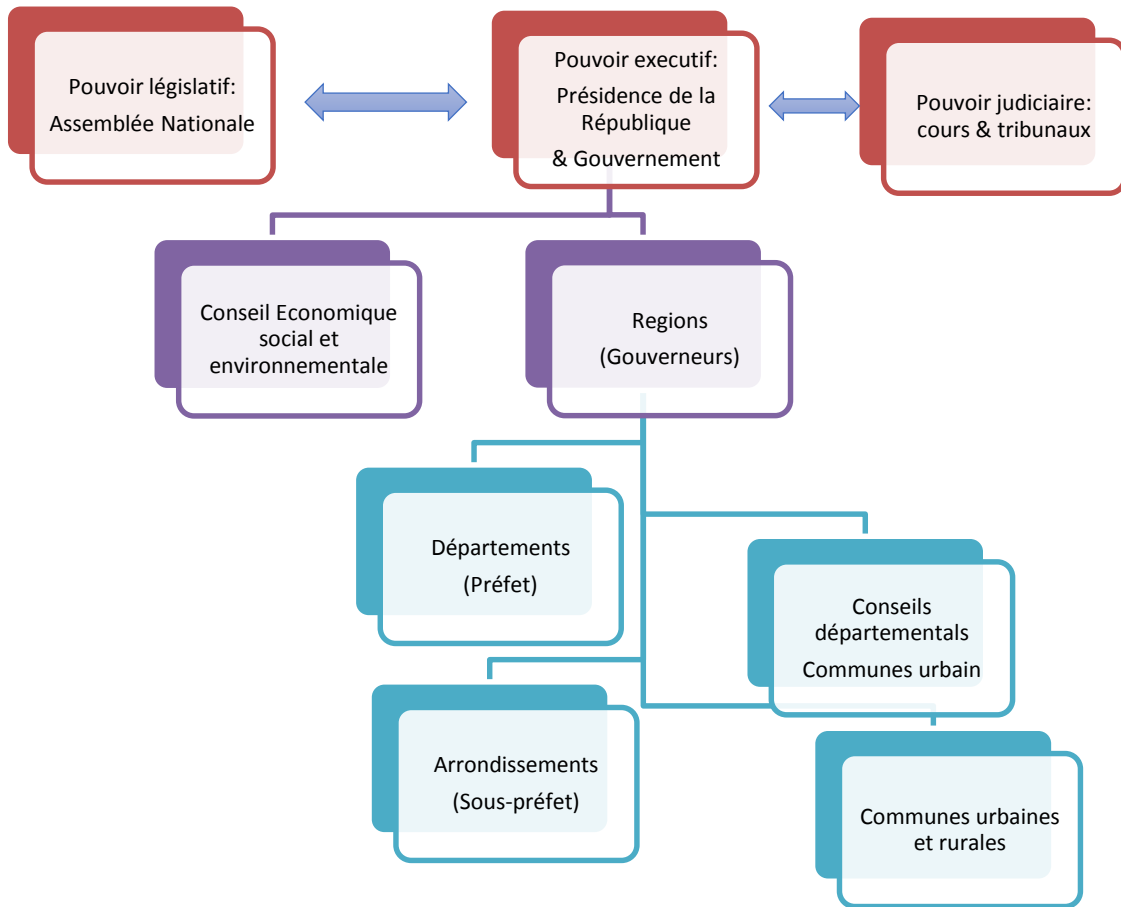 Pouvoir législatif:
Assemblée Nationale
Pouvoir executif:
Présidence de la
République
& Gouvernement
Pouvoir judiciaire:
cours & tribunaux
Conseil Economique
social et
environnementale
Regions
(Gouverneurs)
Départements
(Préfet)
Conseils
départementals
Communes urbain
Arrondissements
(Sous-préfet)
Communes urbaines
et rurales